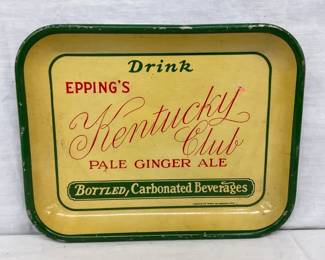 Drink
EPPING'S
Kentucky
Club
PALE GINGER ALE
BOTTLED, Carbonated Beverages